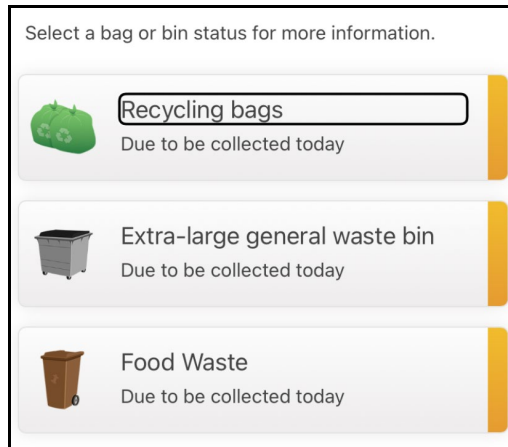 Select a bag or bin status for more information.
Recycling bags
Due to be collected today
Extra-large general waste bin
Due to be collected today
Food Waste
Due to be collected today